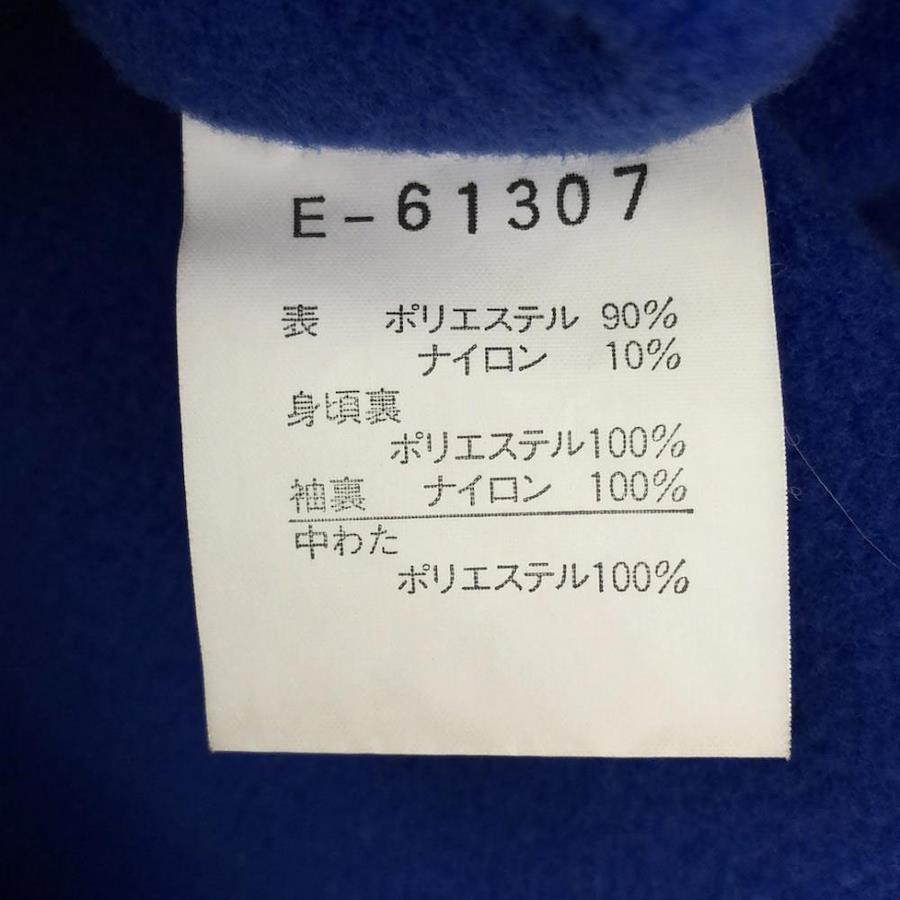 E-61307
表 ポリエステル 90%
ナイロン 10%
身頃裏
ポリエステル100%
袖裏 ナイロン 100%
中わた
ポリエステル100%